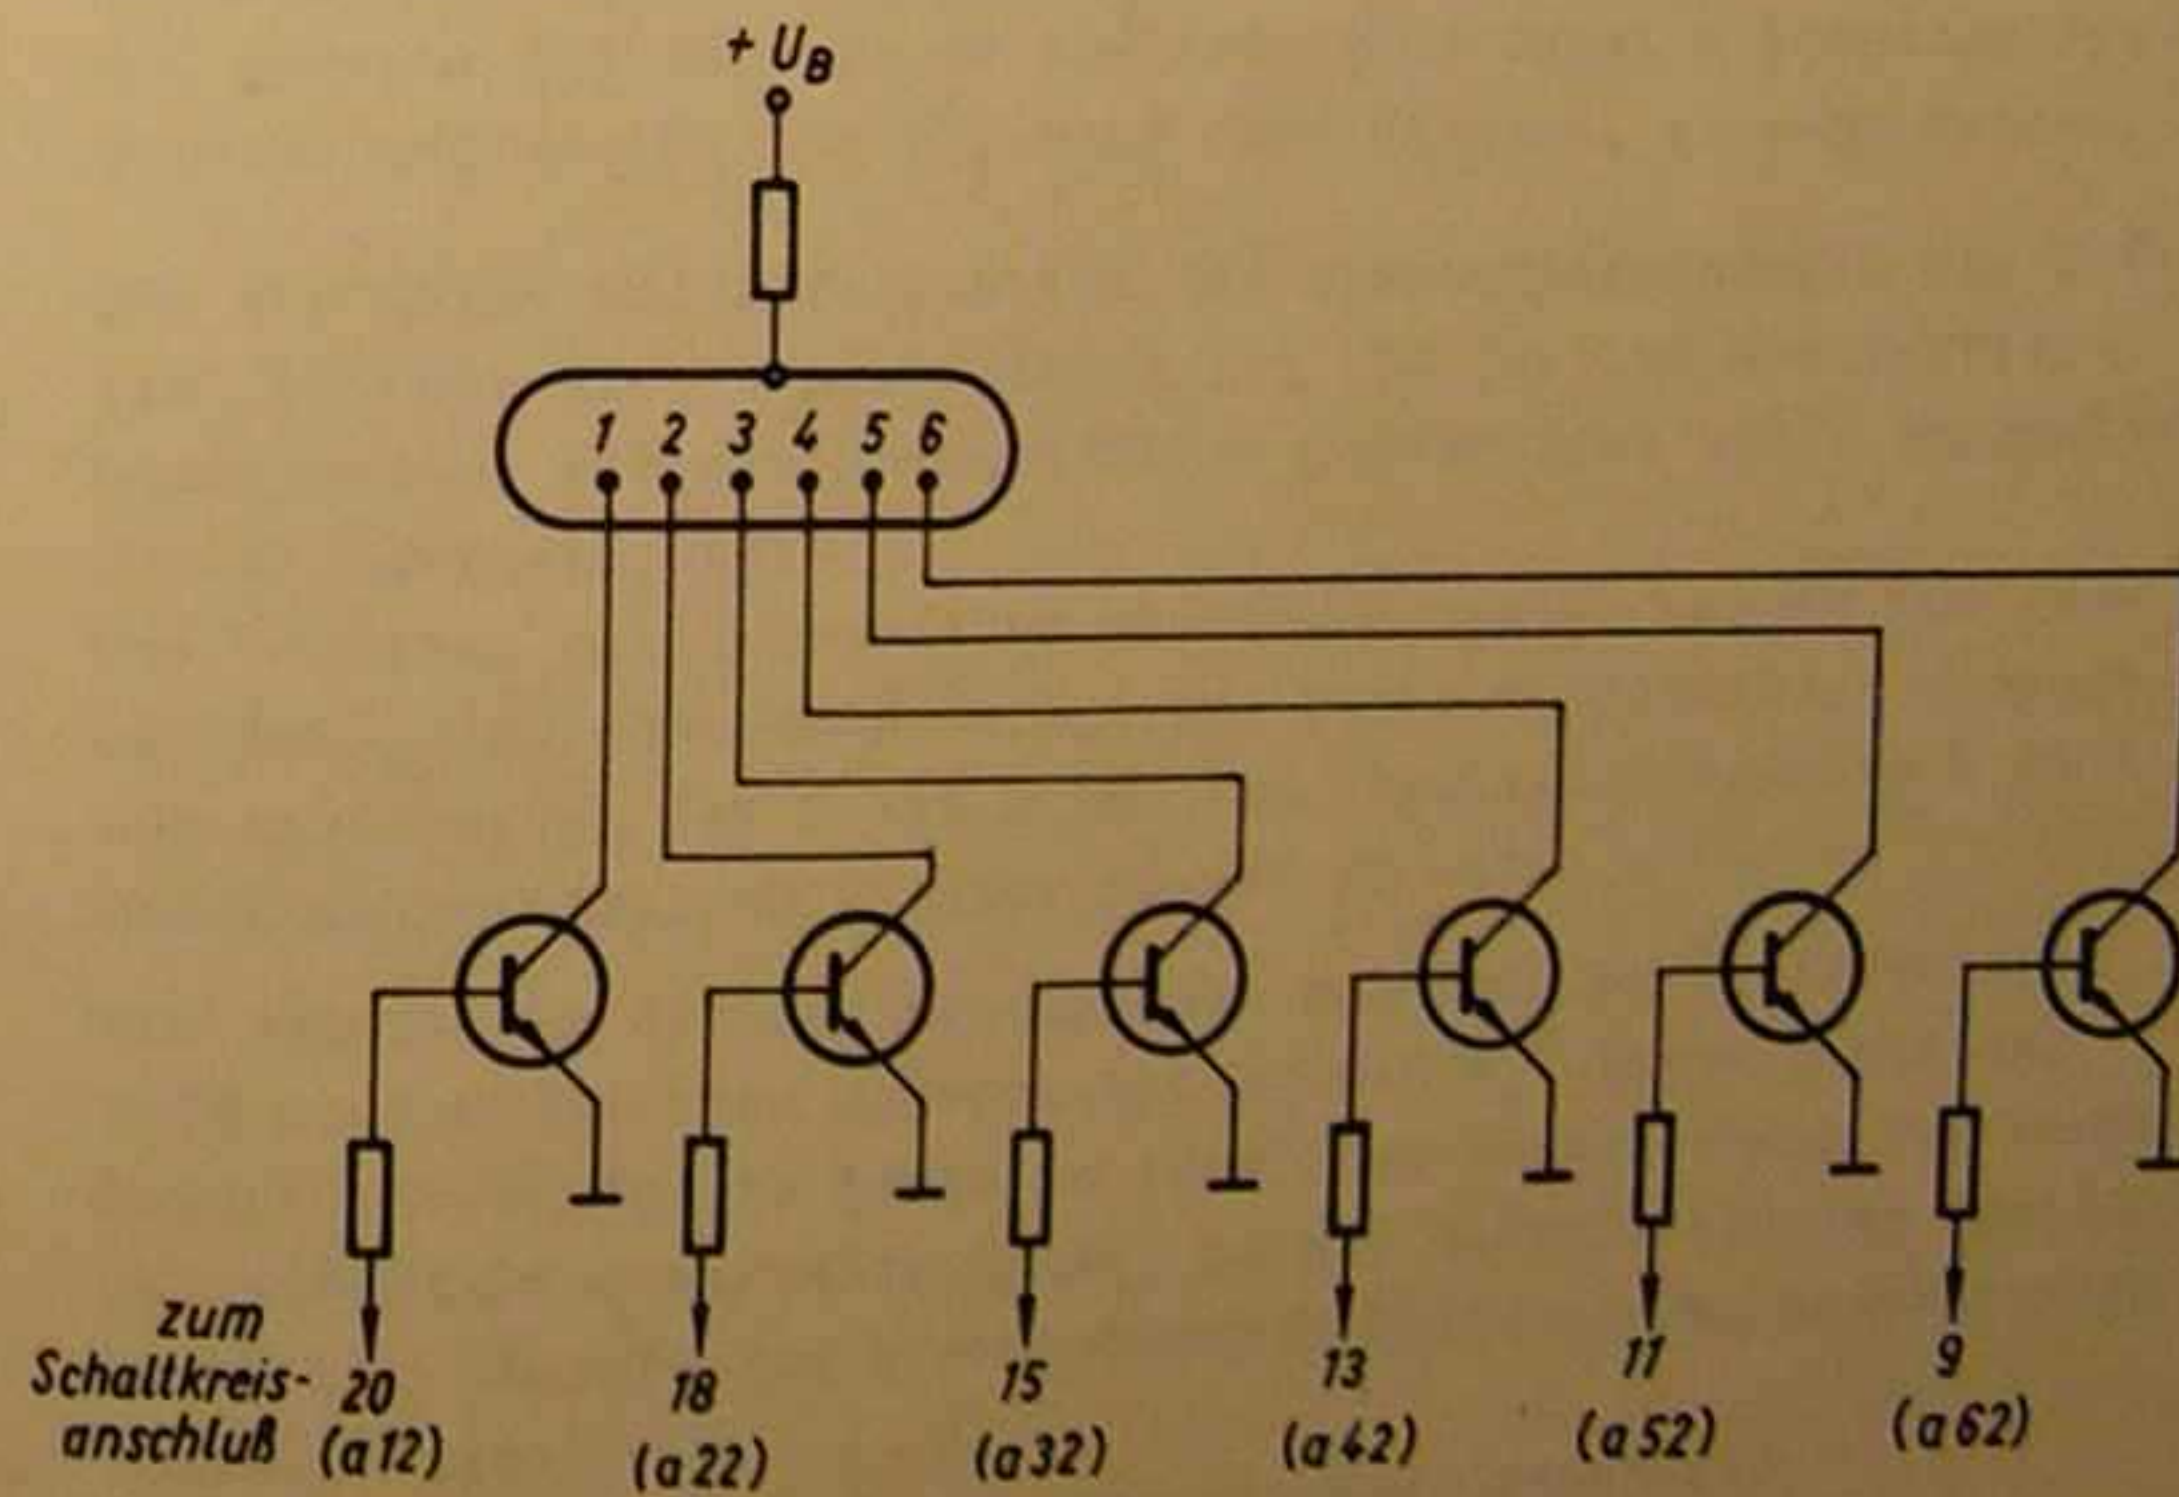 + UB
1 2 3 4 5 6
zum
Schaltkreis-
anschluß
20 18 15 13 11 9
(a12) (a22) (a32) (a42) (a52) (a62)